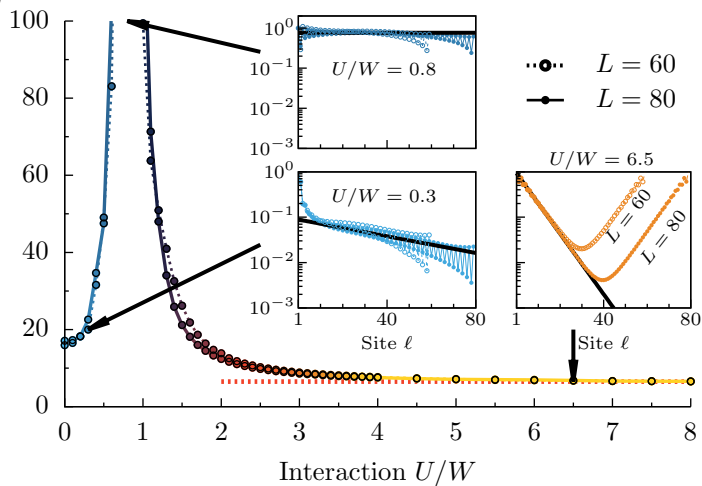 100
80
60
40
20
0
0 1 2 3 4 5 6 7 8
Interaction U/W
10^0
10^{-1}
10^{-2}
10^{-3}
U/W = 0.8
10^0
10^{-1}
10^{-2}
10^{-3}
U/W = 0.3
1 40 80
Site ℓ
U/W = 6.5
L = 60
L = 80
1 40 80
Site ℓ
L = 60
L = 80